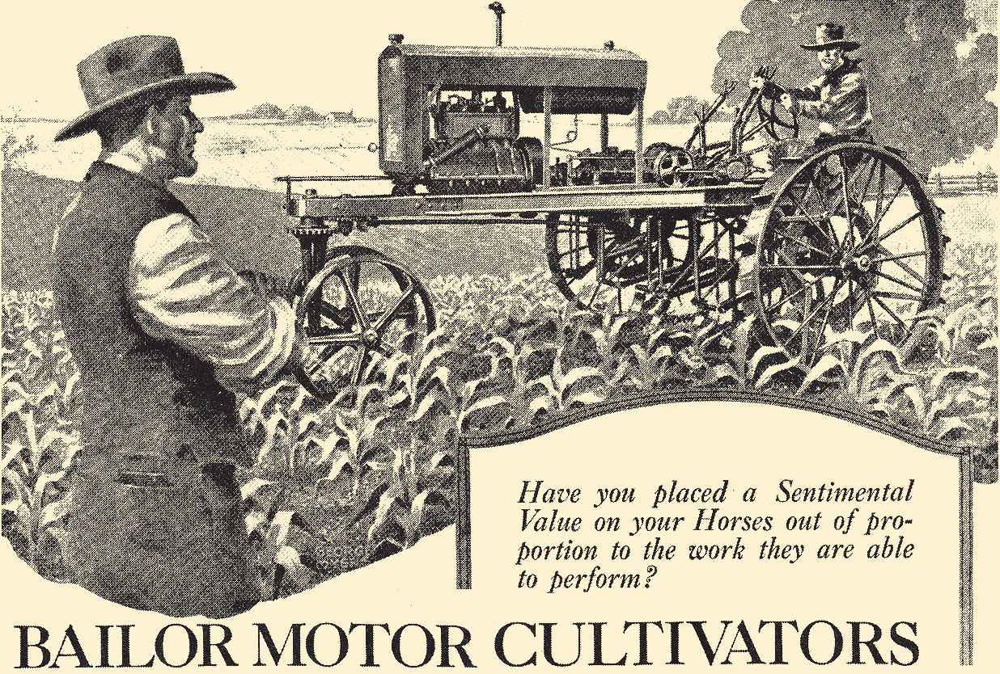 Have you placed a Sentimental
Value on your Horses out of pro-
portion to the work they are able
to perform?
BAILOR MOTOR CULTIVATORS